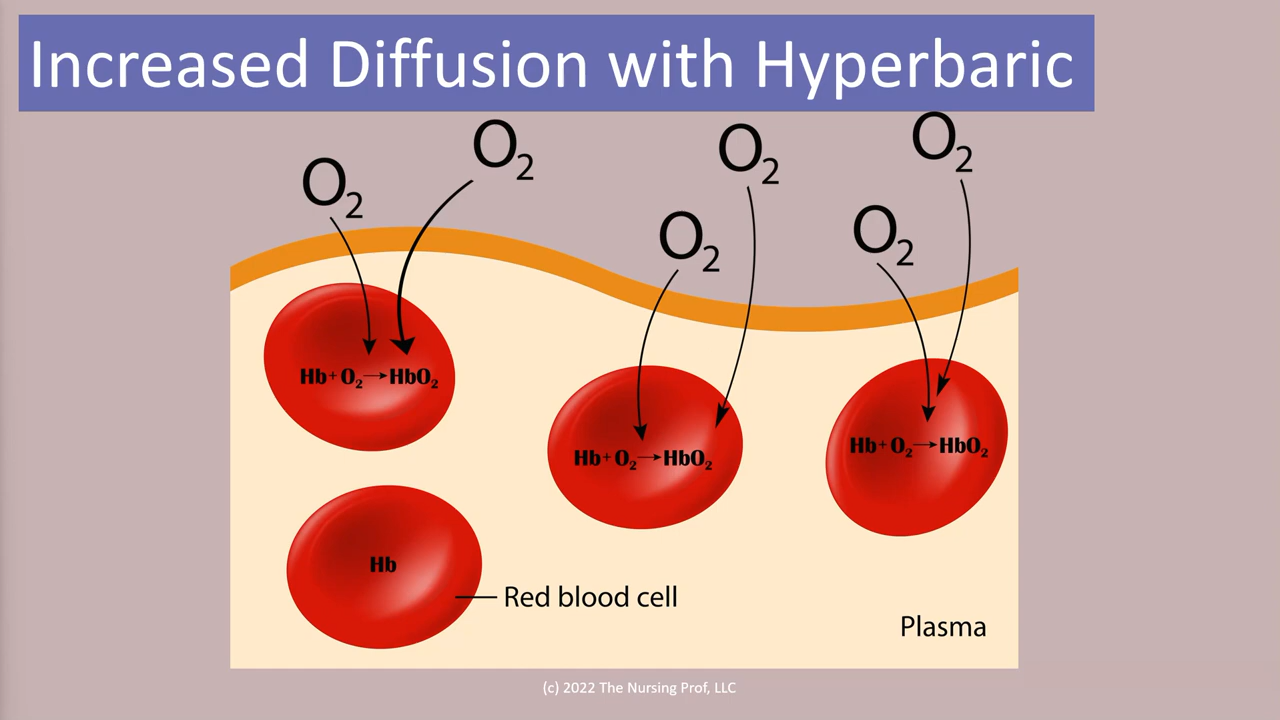 Increased Diffusion with Hyperbaric
O₂
O₂
O₂
O₂
O₂
O₂
Hb + O₂ → HbO₂
Hb + O₂ → HbO₂
Hb + O₂ → HbO₂
Hb
Red blood cell
Plasma
(c) 2022 The Nursing Prof, LLC